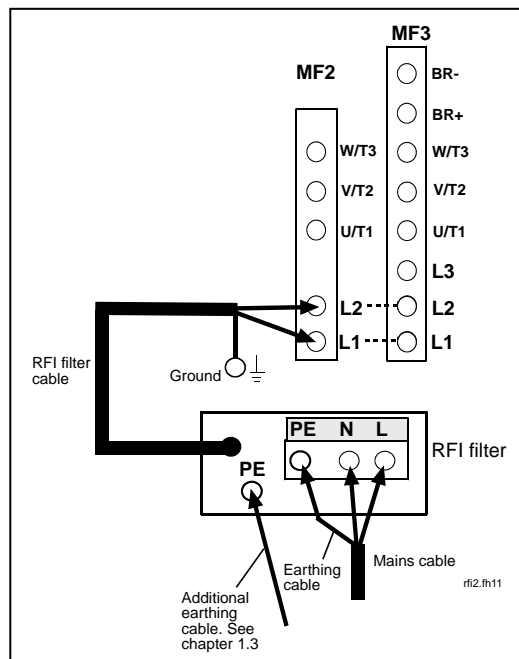 MF3
MF2
BR-
BR+
W/T3
W/T3
V/T2
V/T2
U/T1
U/T1
L3
L2
L2
L1
L1
RFI filter
cable
Ground
PE N L
RFI filter
PE
Earthing
cable
Mains cable
rfi2.fh11
Additional
earthing
cable. See
chapter 1.3